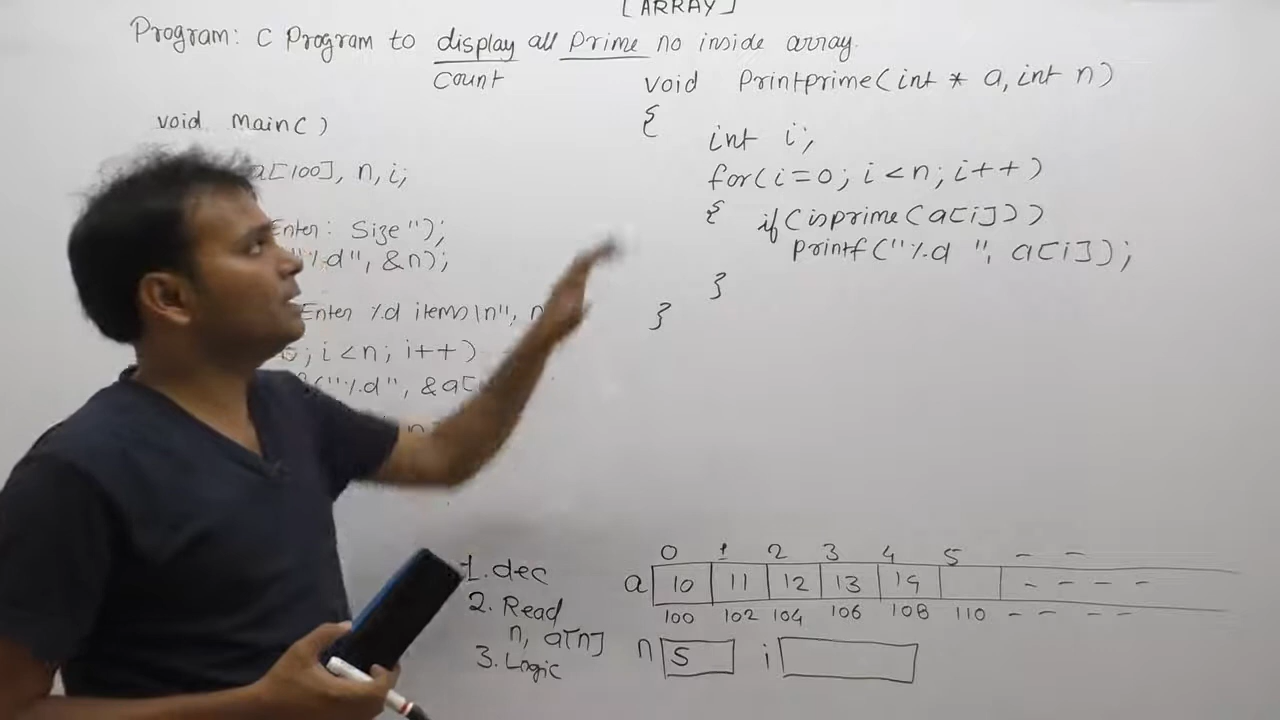 [ARRAY]
Program: C Program to display all Prime no inside array.
Count
void main()
a[100], n, i;
Enter: Size");
"%d", &n);
Enter %d items\n", n
; i<n; i++)
("%d", &a[
void Printprime(int * a, int n)
{
int i;
for(i=0; i<n; i++)
{ if(isprime(a[i]))
printf("%d ", a[i]);
}
}
1. dec
2. Read
n, a[n]
3. Logic
0 1 2 3 4 5 - -
a 10 11 12 13 19 - - - -
100 102 104 106 108 110 - - - -
n 5 i